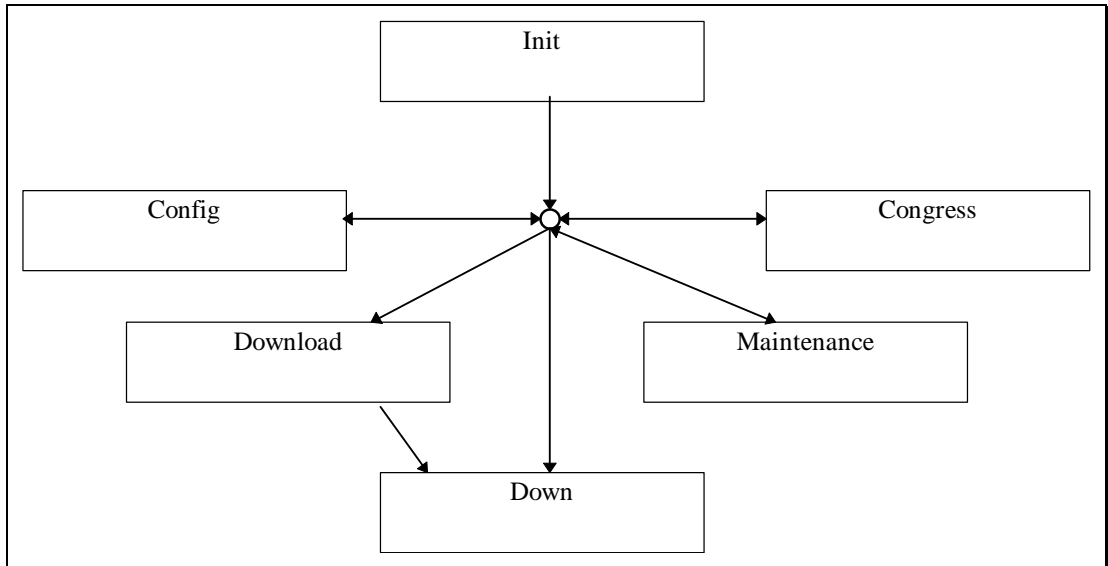 Init
Config
Congress
Download
Maintenance
Down